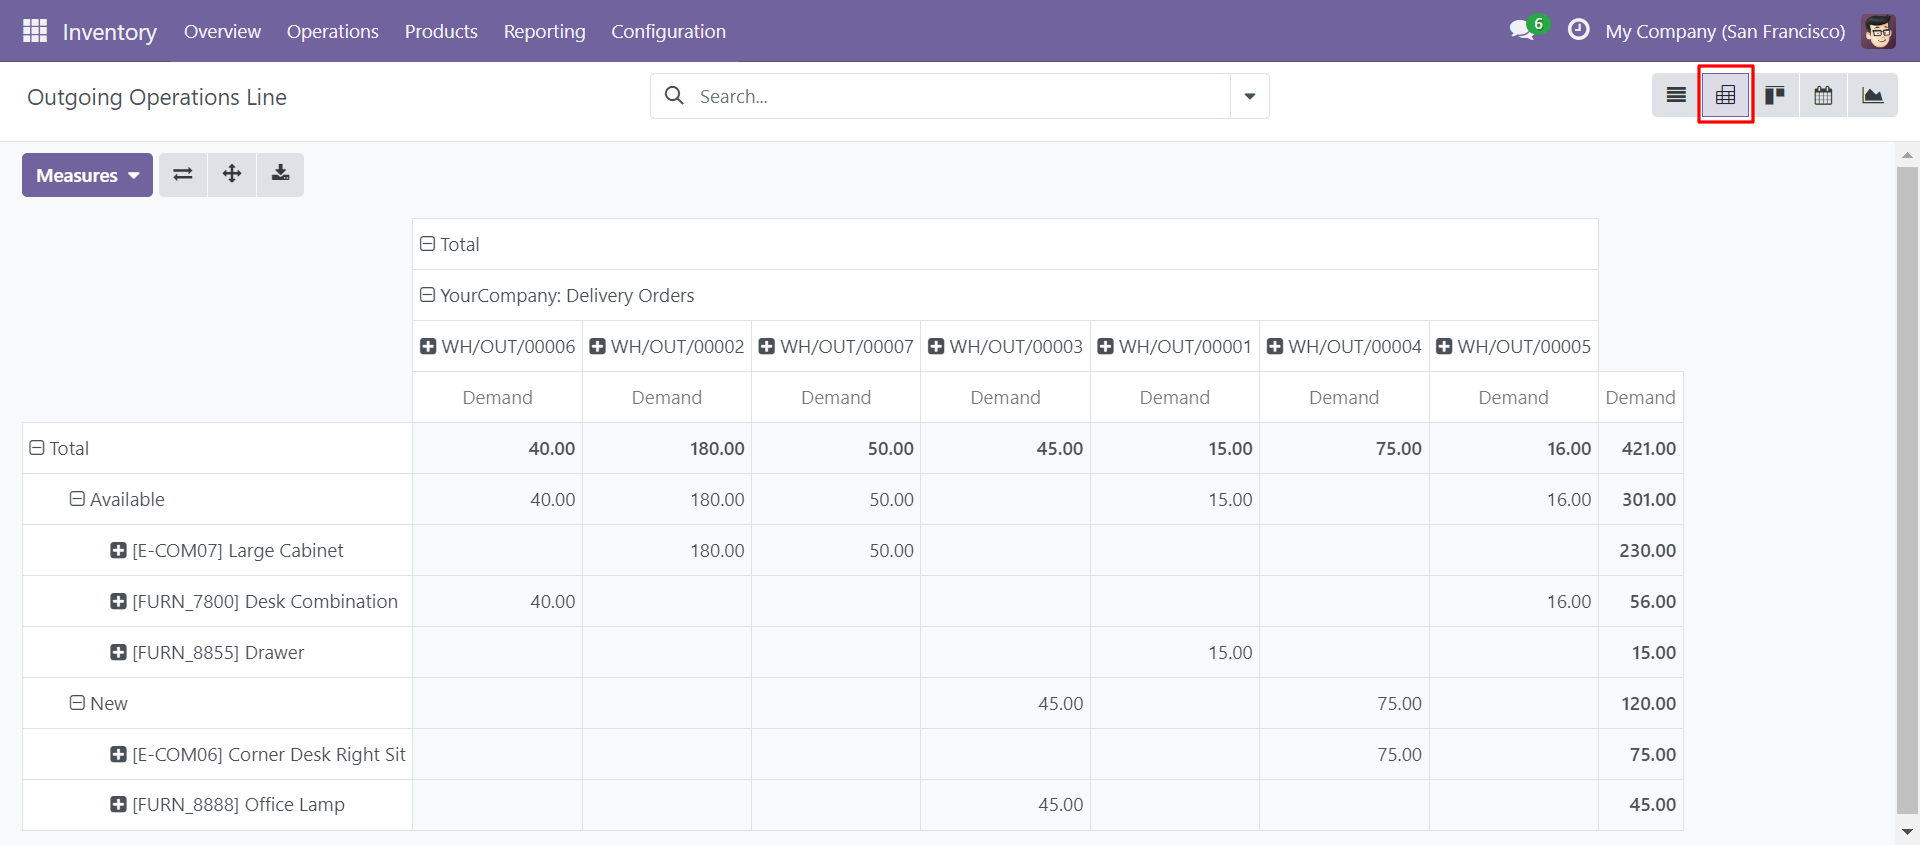 Inventory Overview Operations Products Reporting Configuration 6 My Company (San Francisco)
Outgoing Operations Line Search...
Measures
Total
YourCompany: Delivery Orders
WH/OUT/00006 WH/OUT/00002 WH/OUT/00007 WH/OUT/00003 WH/OUT/00001 WH/OUT/00004 WH/OUT/00005
Demand Demand Demand Demand Demand Demand Demand Demand
Total 40.00 180.00 50.00 45.00 15.00 75.00 16.00 421.00
Available 40.00 180.00 50.00 15.00 16.00 301.00
[E-COM07] Large Cabinet 180.00 50.00 230.00
[FURN_7800] Desk Combination 40.00 16.00 56.00
[FURN_8855] Drawer 15.00 15.00
New 45.00 75.00 120.00
[E-COM06] Corner Desk Right Sit 75.00 75.00
[FURN_8888] Office Lamp 45.00 45.00